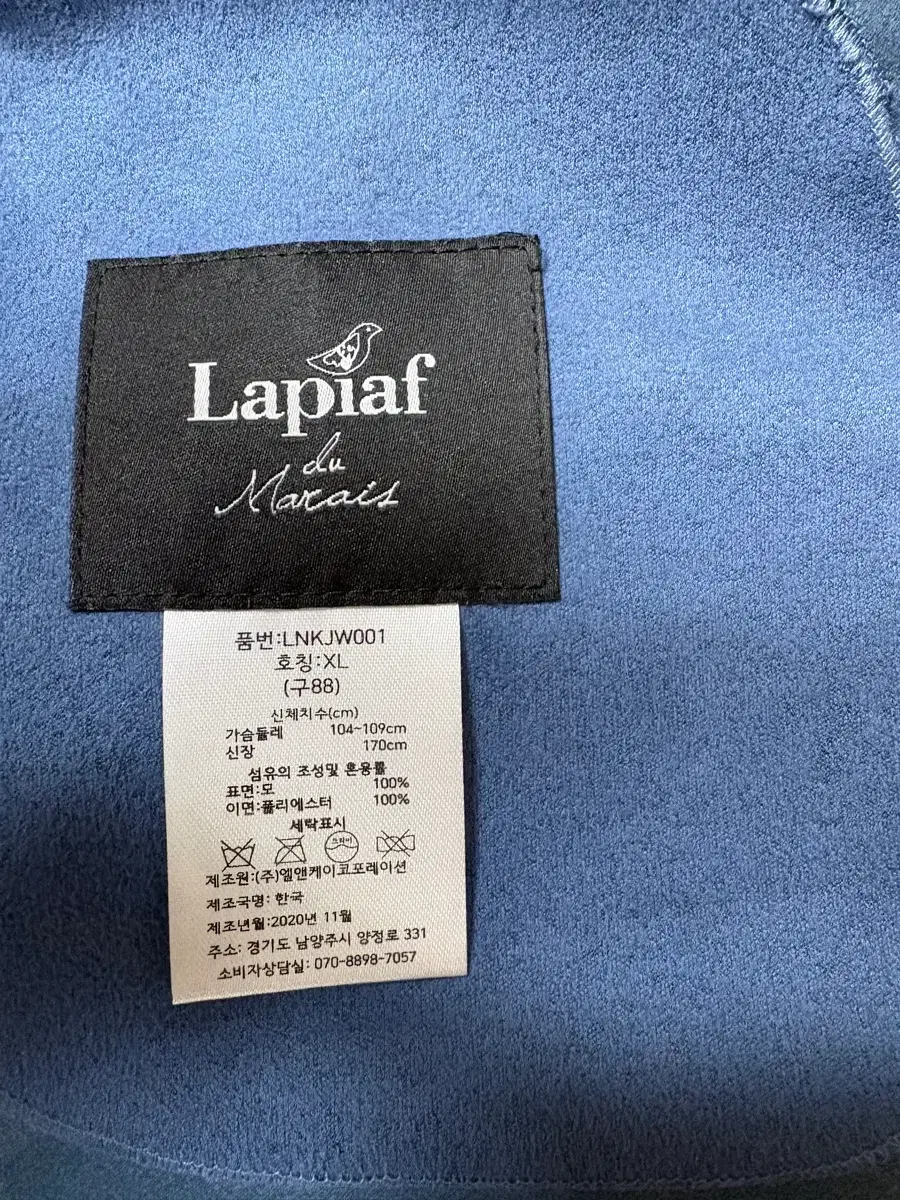 Lapiaf
du
Marais
품번:LNKJW001
호칭:XL
(구88)
신체치수(cm)
가슴둘레 104~109cm
신장 170cm
섬유의 조성및 혼용률
표면:모 100%
이면:폴리에스터 100%
세탁표시
드라이
제조원:(주)엘앤케이코포레이션
제조국명: 한국
제조년월:2020년 11월
주소: 경기도 남양주시 양정로 331
소비자상담실: 070-8898-7057